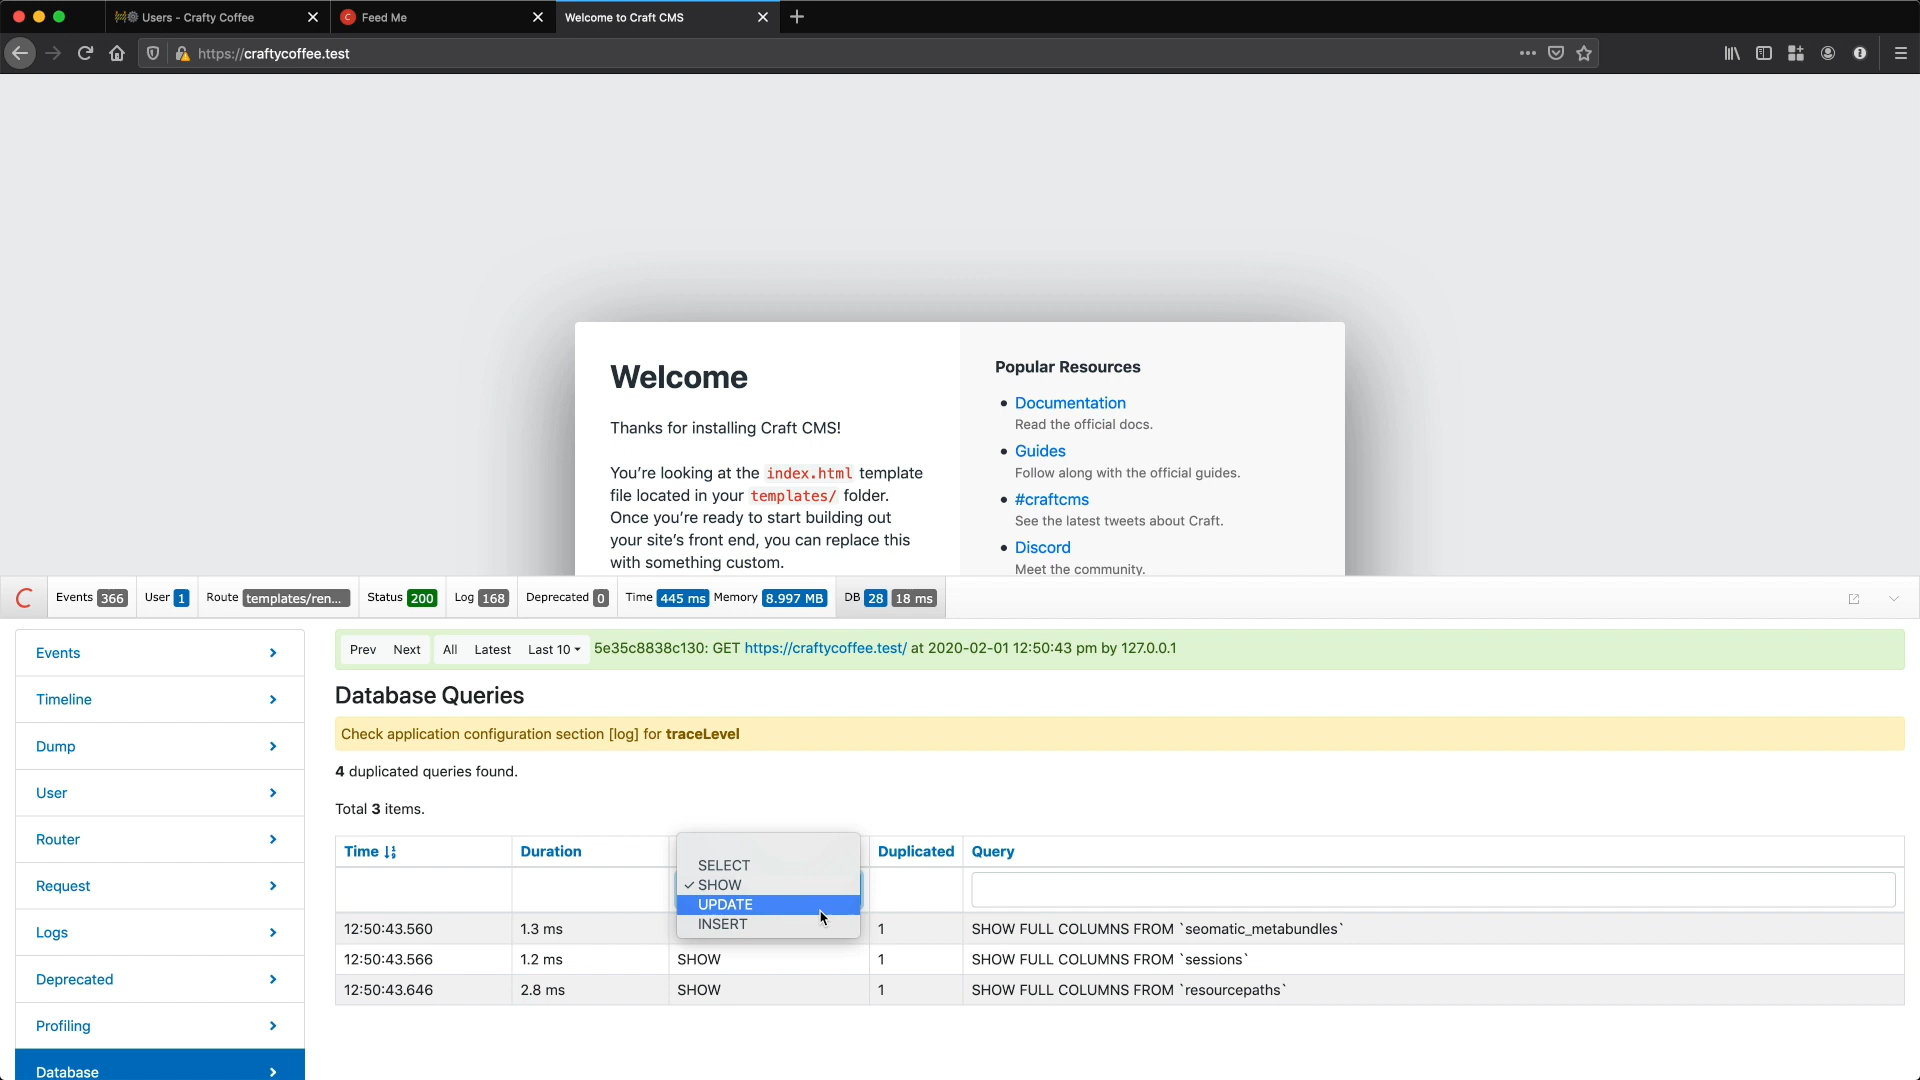 Users - Crafty Coffee
Feed Me
Welcome to Craft CMS
https://craftycoffee.test
Welcome
Thanks for installing Craft CMS!
You're looking at the index.html template
file located in your templates/ folder.
Once you're ready to start building out
your site's front end, you can replace this
with something custom.
Popular Resources
Documentation
Read the official docs.
Guides
Follow along with the official guides.
#craftcms
See the latest tweets about Craft.
Discord
Meet the community.
Events 366 User 1 Route templates/ren... Status 200 Log 168 Deprecated 0 Time 445 ms Memory 8.997 MB DB 28 18 ms
Events
Timeline
Dump
User
Router
Request
Logs
Deprecated
Profiling
Database
Prev Next All Latest Last 10 5e35c8838c130: GET https://craftycoffee.test/ at 2020-02-01 12:50:43 pm by 127.0.0.1
Database Queries
Check application configuration section [log] for traceLevel
4 duplicated queries found.
Total 3 items.
Time Duration Duplicated Query
SELECT
✓ SHOW
UPDATE
INSERT
12:50:43.560 1.3 ms 1 SHOW FULL COLUMNS FROM `seomatic_metabundles`
12:50:43.566 1.2 ms SHOW 1 SHOW FULL COLUMNS FROM `sessions`
12:50:43.646 2.8 ms SHOW 1 SHOW FULL COLUMNS FROM `resourcepaths`